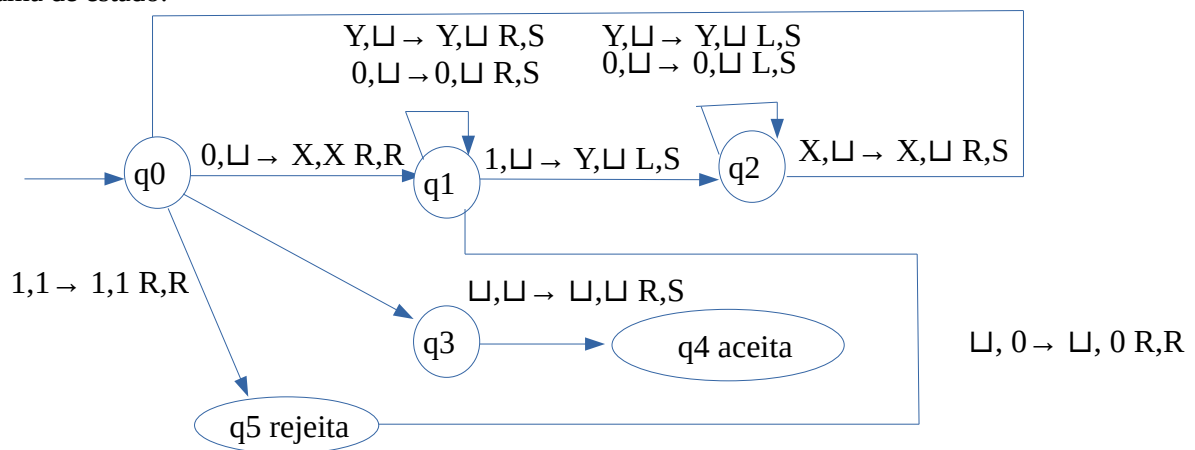 Y,⊔→ Y,⊔ R,S
0,⊔→0,⊔ R,S
Y,⊔→ Y,⊔ L,S
0,⊔→ 0,⊔ L,S
q0
0,⊔→ X,X R,R
q1
1,⊔→ Y,⊔ L,S
q2
X,⊔→ X,⊔ R,S
1,1→ 1,1 R,R
⊔,⊔→ ⊔,⊔ R,S
q3
q4 aceita
⊔, 0→ ⊔, 0 R,R
q5 rejeita